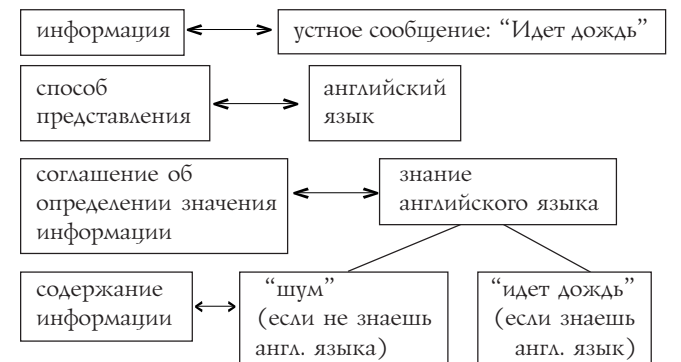 информация
устное сообщение: “Идет дождь”
способ
представления
английский
язык
соглашение об
определении значения
информации
знание
английского языка
содержание
информации
“шум”
(если не знаешь
англ. языка)
“идет дождь”
(если знаешь
англ. язык)